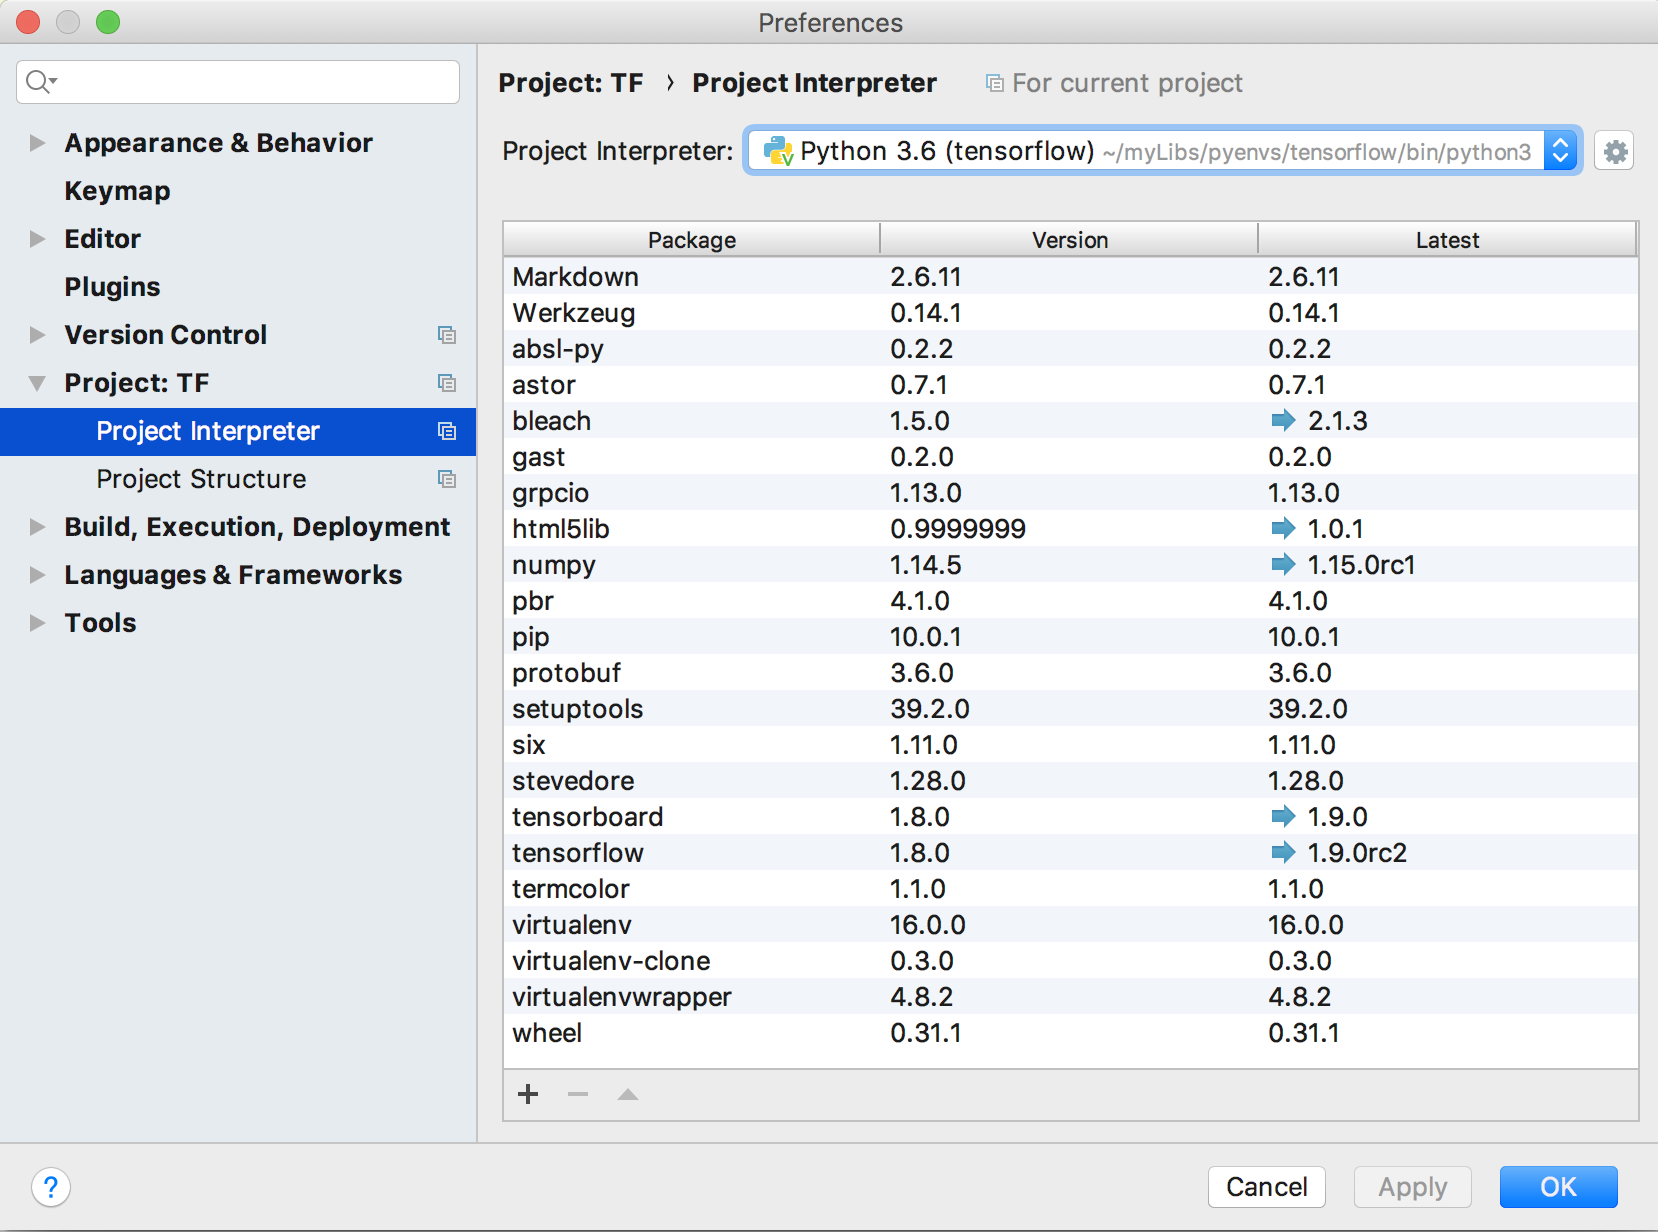 Preferences
Project: TF › Project Interpreter For current project
Project Interpreter: Python 3.6 (tensorflow) ~/myLibs/pyenvs/tensorflow/bin/python3
Appearance & Behavior
Keymap
Editor
Plugins
Version Control
Project: TF
Project Interpreter
Project Structure
Build, Execution, Deployment
Languages & Frameworks
Tools
Package Version Latest
Markdown 2.6.11 2.6.11
Werkzeug 0.14.1 0.14.1
absl-py 0.2.2 0.2.2
astor 0.7.1 0.7.1
bleach 1.5.0 2.1.3
gast 0.2.0 0.2.0
grpcio 1.13.0 1.13.0
html5lib 0.9999999 1.0.1
numpy 1.14.5 1.15.0rc1
pbr 4.1.0 4.1.0
pip 10.0.1 10.0.1
protobuf 3.6.0 3.6.0
setuptools 39.2.0 39.2.0
six 1.11.0 1.11.0
stevedore 1.28.0 1.28.0
tensorboard 1.8.0 1.9.0
tensorflow 1.8.0 1.9.0rc2
termcolor 1.1.0 1.1.0
virtualenv 16.0.0 16.0.0
virtualenv-clone 0.3.0 0.3.0
virtualenvwrapper 4.8.2 4.8.2
wheel 0.31.1 0.31.1
? Cancel Apply OK